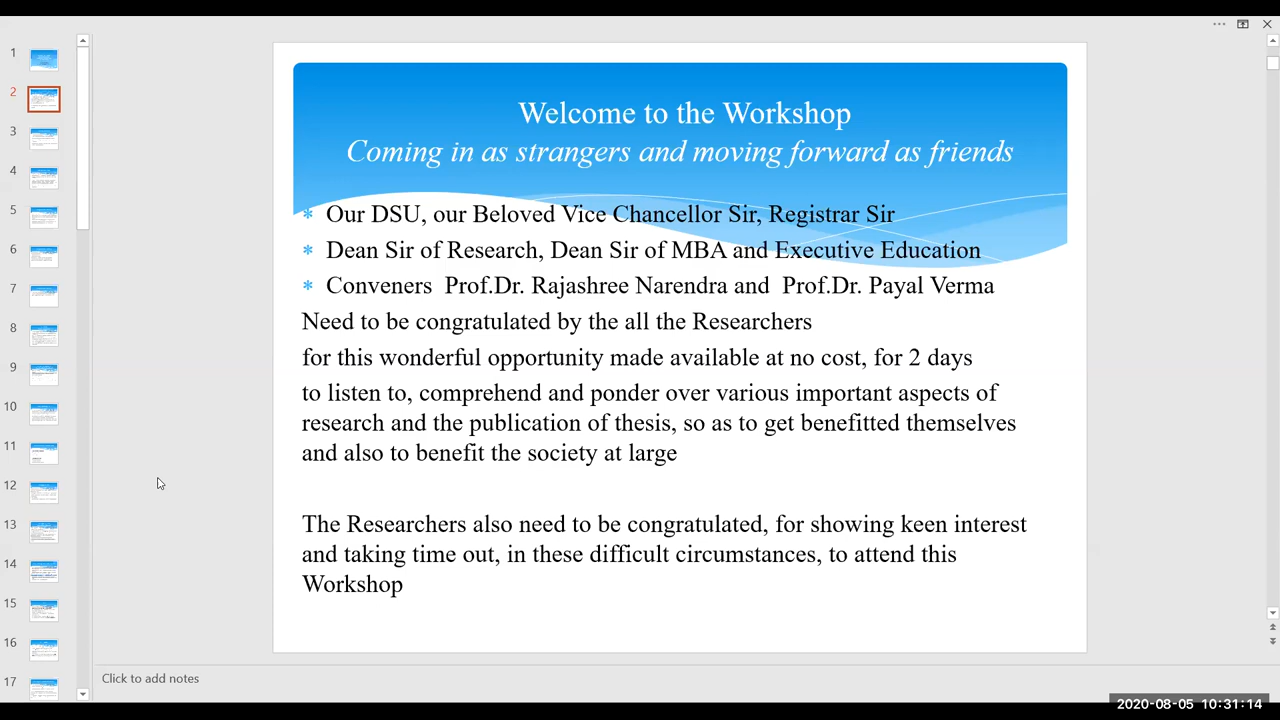 1
2
3
4
5
6
7
8
9
10
11
12
13
14
15
16
17
Welcome to the Workshop
Coming in as strangers and moving forward as friends
* Our DSU, our Beloved Vice Chancellor Sir, Registrar Sir
* Dean Sir of Research, Dean Sir of MBA and Executive Education
* Conveners Prof.Dr. Rajashree Narendra and Prof.Dr. Payal Verma
Need to be congratulated by the all the Researchers
for this wonderful opportunity made available at no cost, for 2 days
to listen to, comprehend and ponder over various important aspects of
research and the publication of thesis, so as to get benefitted themselves
and also to benefit the society at large
The Researchers also need to be congratulated, for showing keen interest
and taking time out, in these difficult circumstances, to attend this
Workshop
Click to add notes
2020-08-05 10:31:14